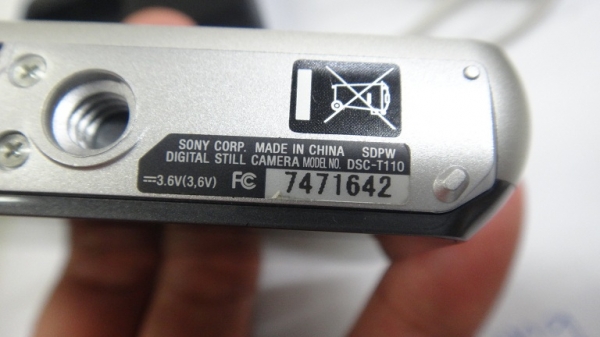 SONY CORP. MADE IN CHINA SDPW
DIGITAL STILL CAMERA MODEL NO. DSC-T110
⎓3.6V(3,6V) FC 7471642